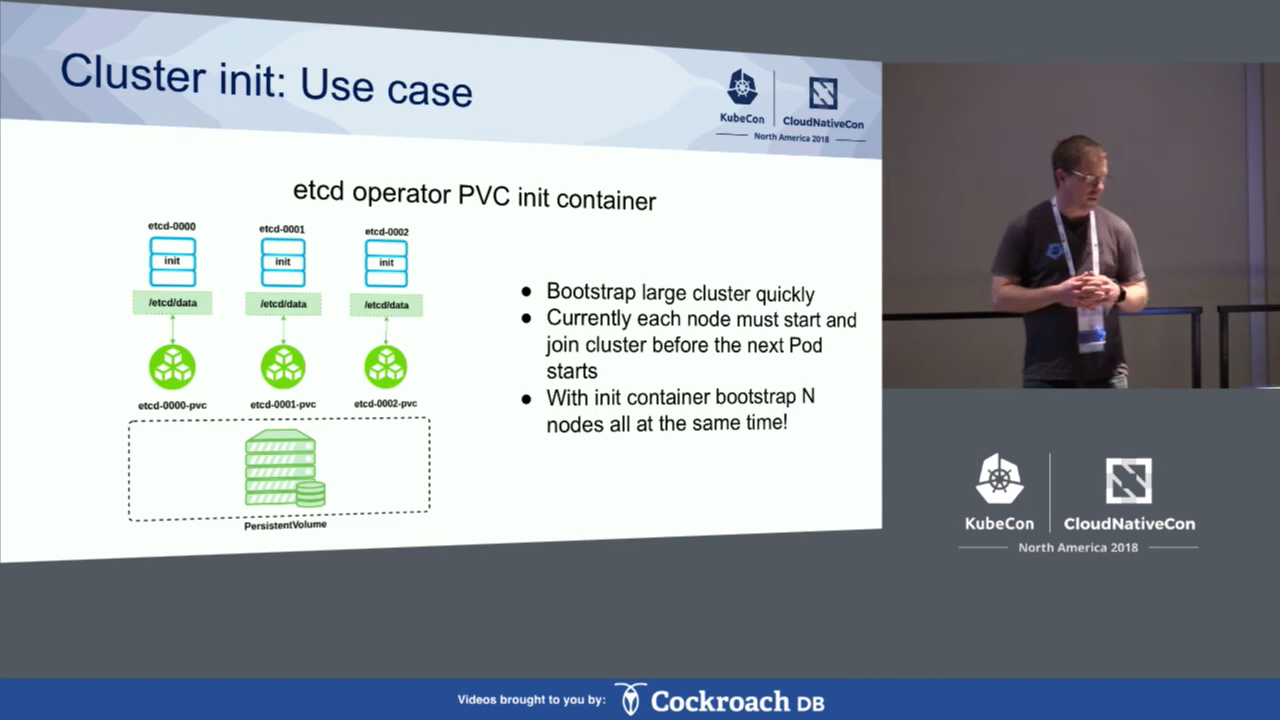 Cluster init: Use case
KubeCon
CloudNativeCon
North America 2018
etcd operator PVC init container
etcd-0000
etcd-0001
etcd-0002
init
init
init
/etcd/data
/etcd/data
/etcd/data
etcd-0000-pvc
etcd-0001-pvc
etcd-0002-pvc
PersistentVolume
● Bootstrap large cluster quickly
● Currently each node must start and
join cluster before the next Pod
starts
● With init container bootstrap N
nodes all at the same time!
KubeCon
CloudNativeCon
North America 2018
Videos brought to you by: Cockroach DB